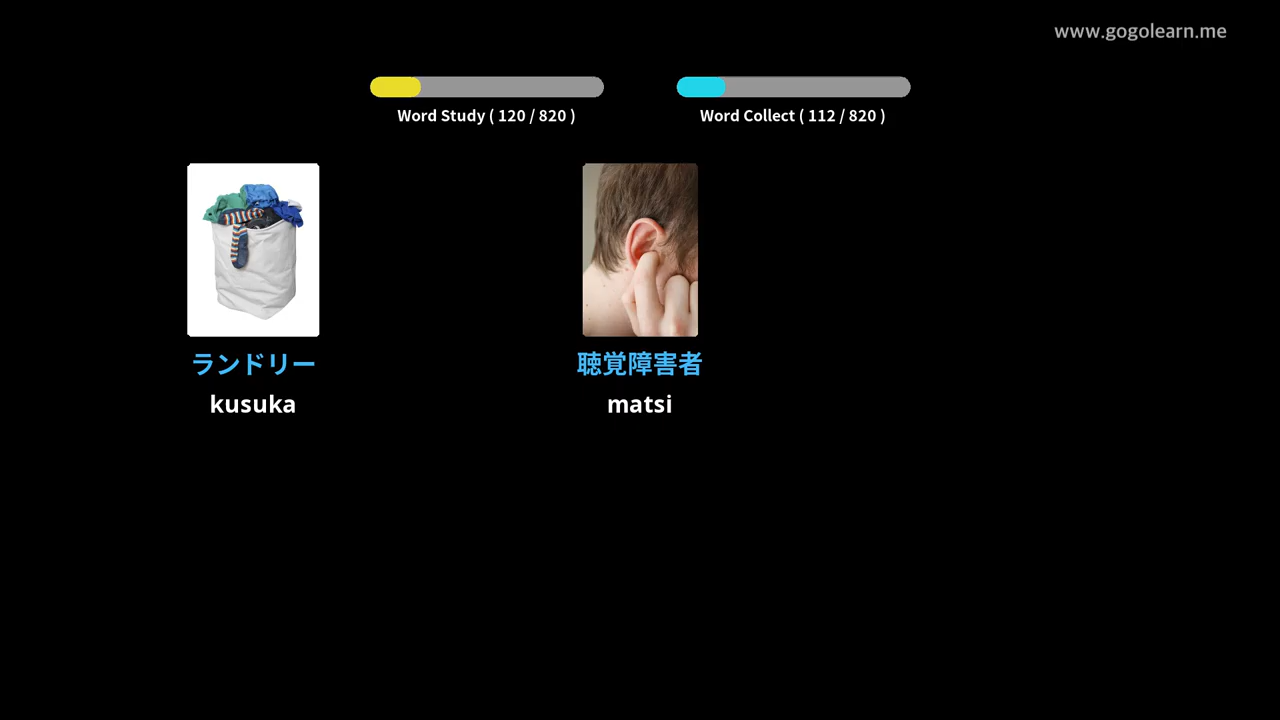 www.gogolearn.me
Word Study ( 120 / 820 )
Word Collect ( 112 / 820 )
ランドリー
kusuka
聴覚障害者
matsi